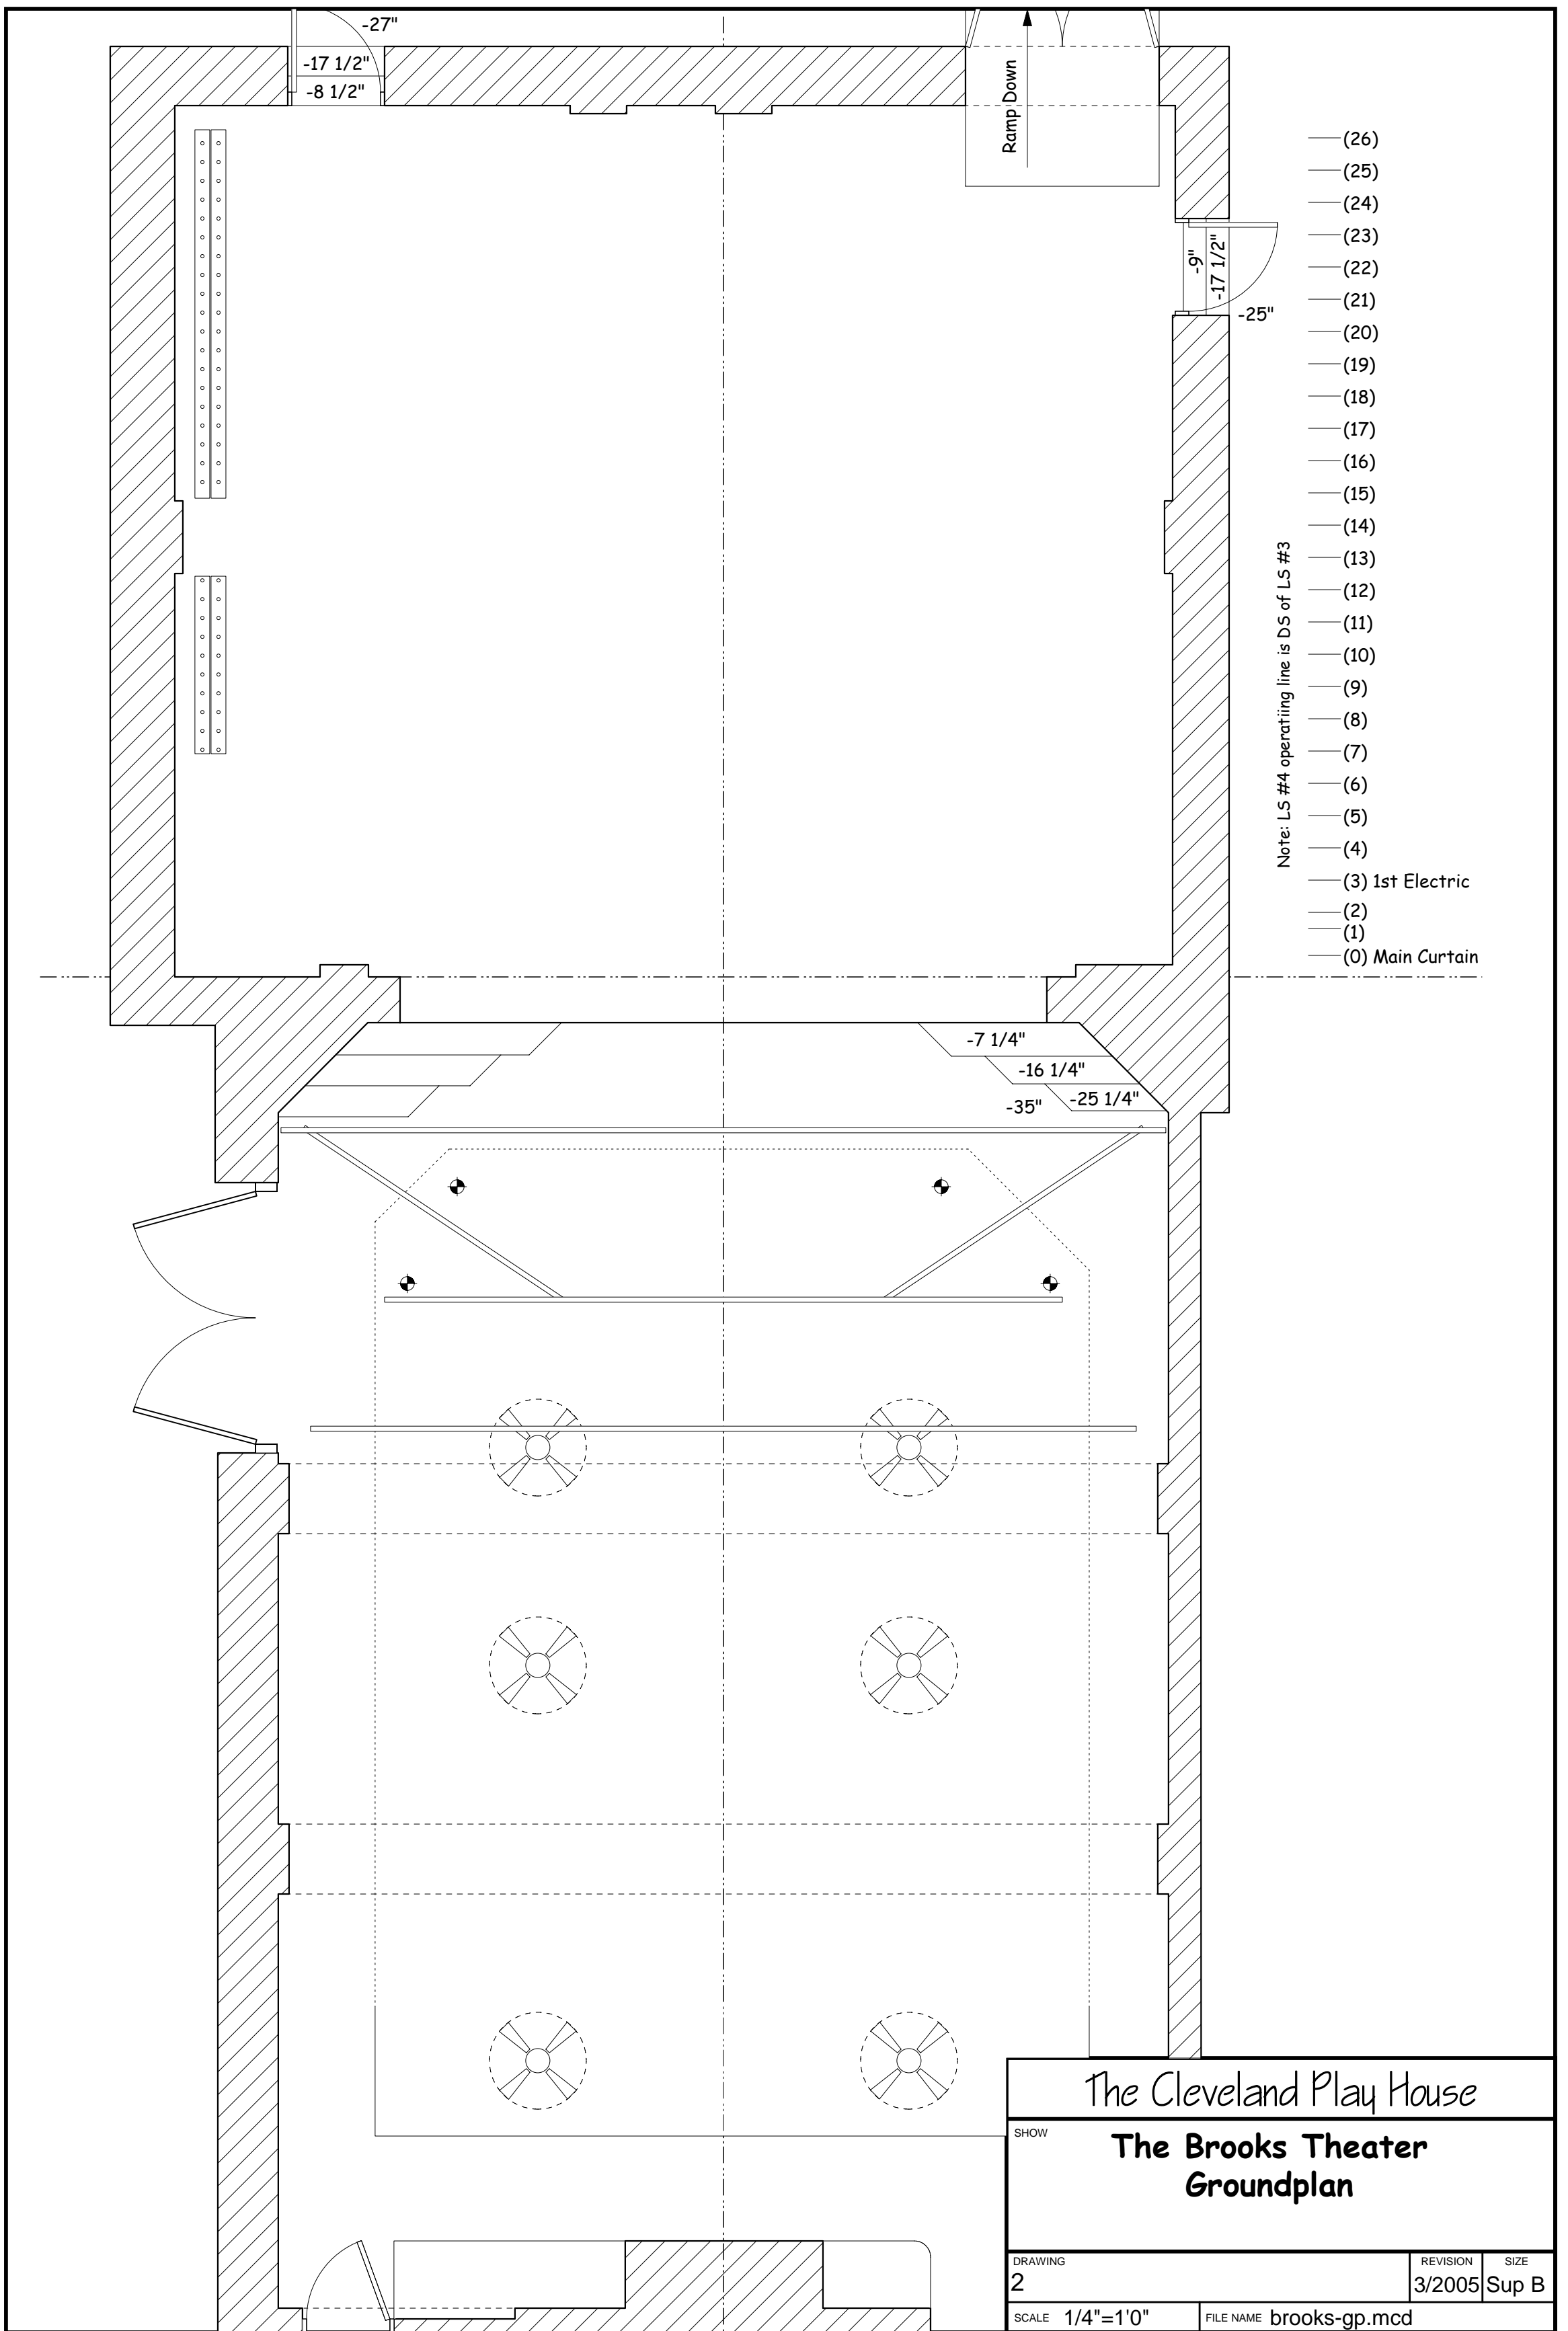 -27"
-17 1/2"
-8 1/2"
Ramp Down
-9"
-17 1/2"
-25"
(26)
(25)
(24)
(23)
(22)
(21)
(20)
(19)
(18)
(17)
(16)
(15)
(14)
(13)
(12)
(11)
(10)
(9)
(8)
(7)
(6)
(5)
(4)
(3) 1st Electric
(2)
(1)
(0) Main Curtain
Note: LS #4 operatiing line is DS of LS #3
-7 1/4"
-16 1/4"
-25 1/4"
-35"
The Cleveland Play House
SHOW
The Brooks Theater
Groundplan
DRAWING
2
REVISION
3/2005
SIZE
Sup B
SCALE 1/4"=1'0"
FILE NAME brooks-gp.mcd